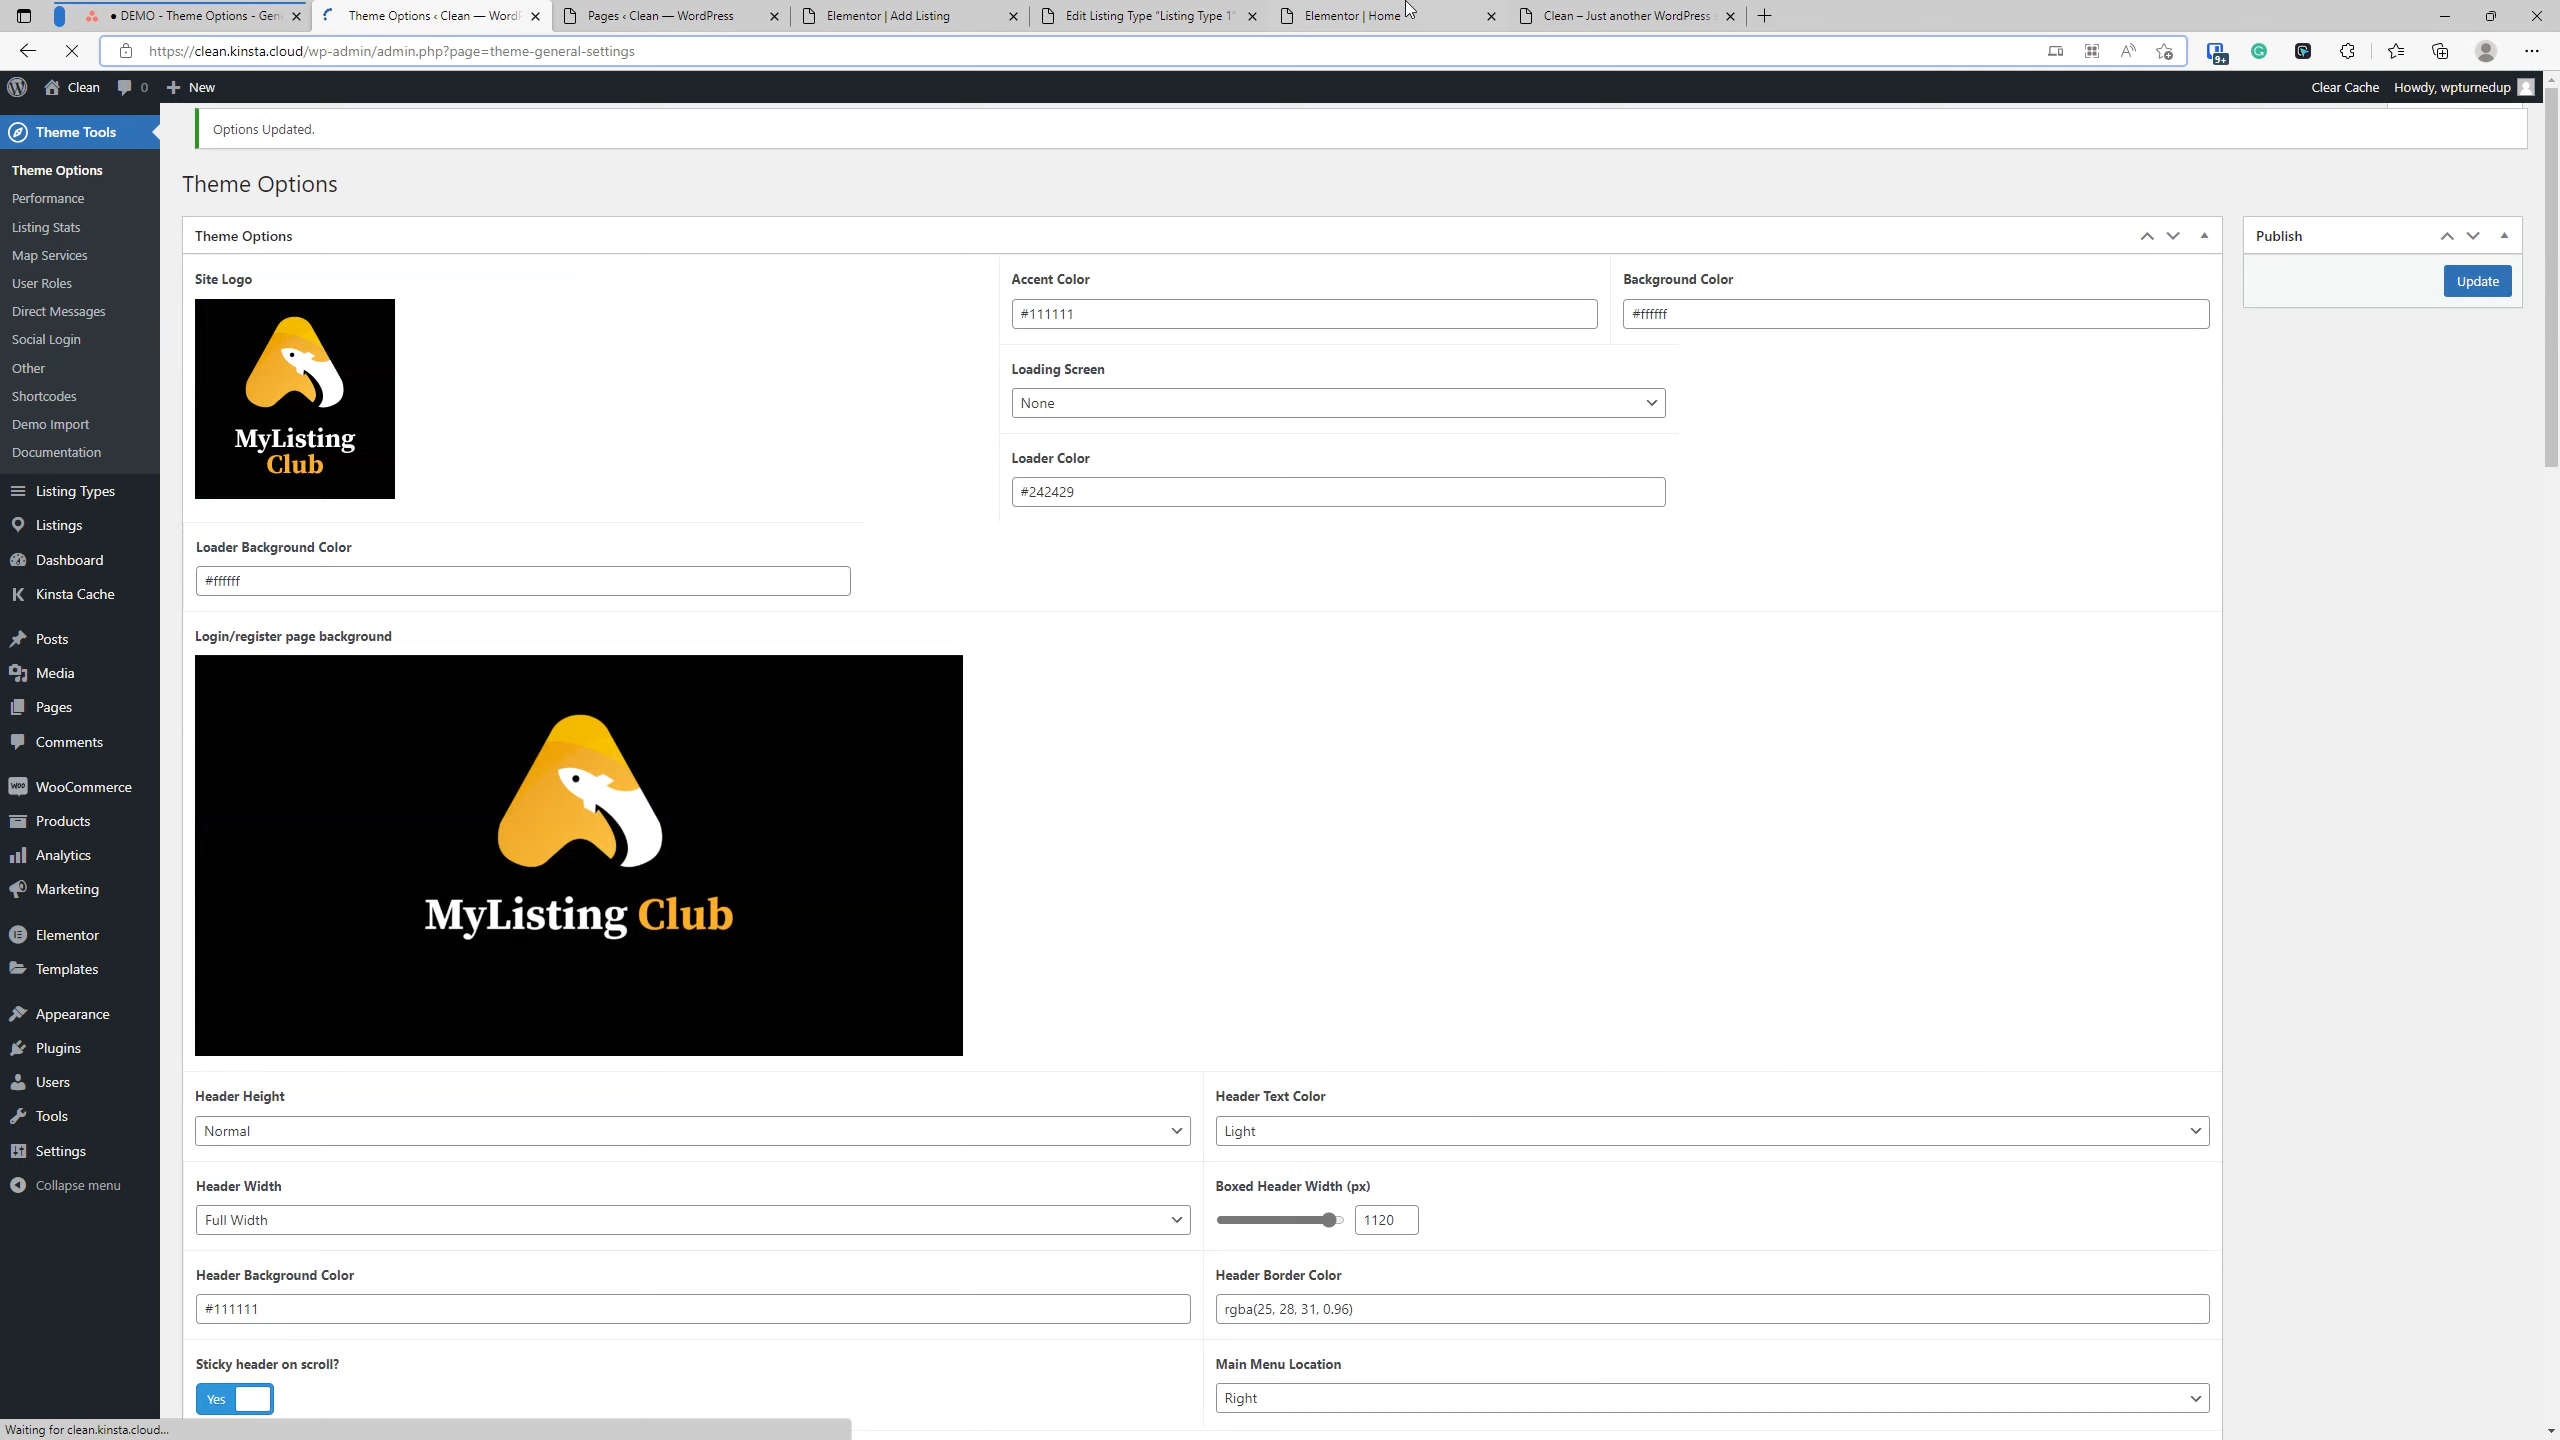 DEMO - Theme Options - Gen
Theme Options ‹ Clean — WordP
Pages ‹ Clean — WordPress
Elementor | Add Listing
Edit Listing Type "Listing Type 1"
Elementor | Home
Clean – Just another WordPress
https://clean.kinsta.cloud/wp-admin/admin.php?page=theme-general-settings
9+
Clean
0
New
Clear Cache
Howdy, wpturnedup
Theme Tools
Theme Options
Performance
Listing Stats
Map Services
User Roles
Direct Messages
Social Login
Other
Shortcodes
Demo Import
Documentation
Listing Types
Listings
Dashboard
Kinsta Cache
Posts
Media
Pages
Comments
WooCommerce
Products
Analytics
Marketing
Elementor
Templates
Appearance
Plugins
Users
Tools
Settings
Collapse menu
Options Updated.
Theme Options
Theme Options
Site Logo
MyListing
Club
Accent Color
#111111
Background Color
#ffffff
Loading Screen
None
Loader Color
#242429
Loader Background Color
#ffffff
Login/register page background
MyListing Club
Header Height
Normal
Header Text Color
Light
Header Width
Full Width
Boxed Header Width (px)
1120
Header Background Color
#111111
Header Border Color
rgba(25, 28, 31, 0.96)
Sticky header on scroll?
Yes
Main Menu Location
Right
Publish
Update
Waiting for clean.kinsta.cloud...